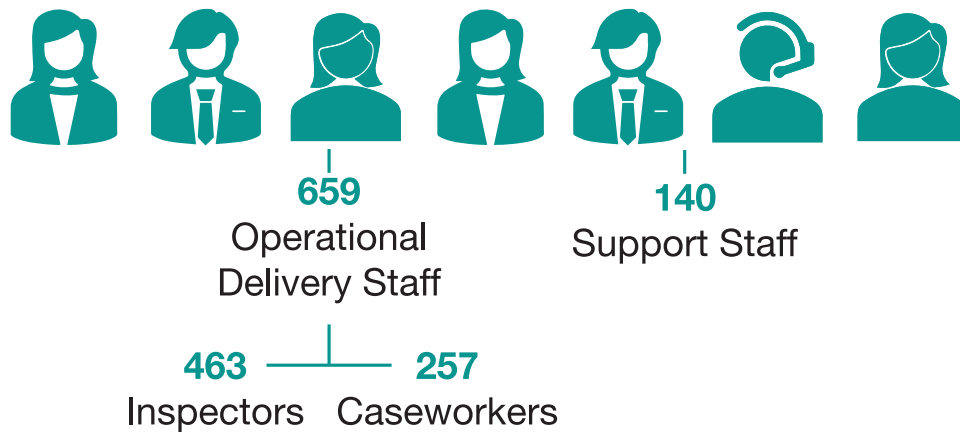 659
Operational
Delivery Staff
140
Support Staff
463
Inspectors
257
Caseworkers